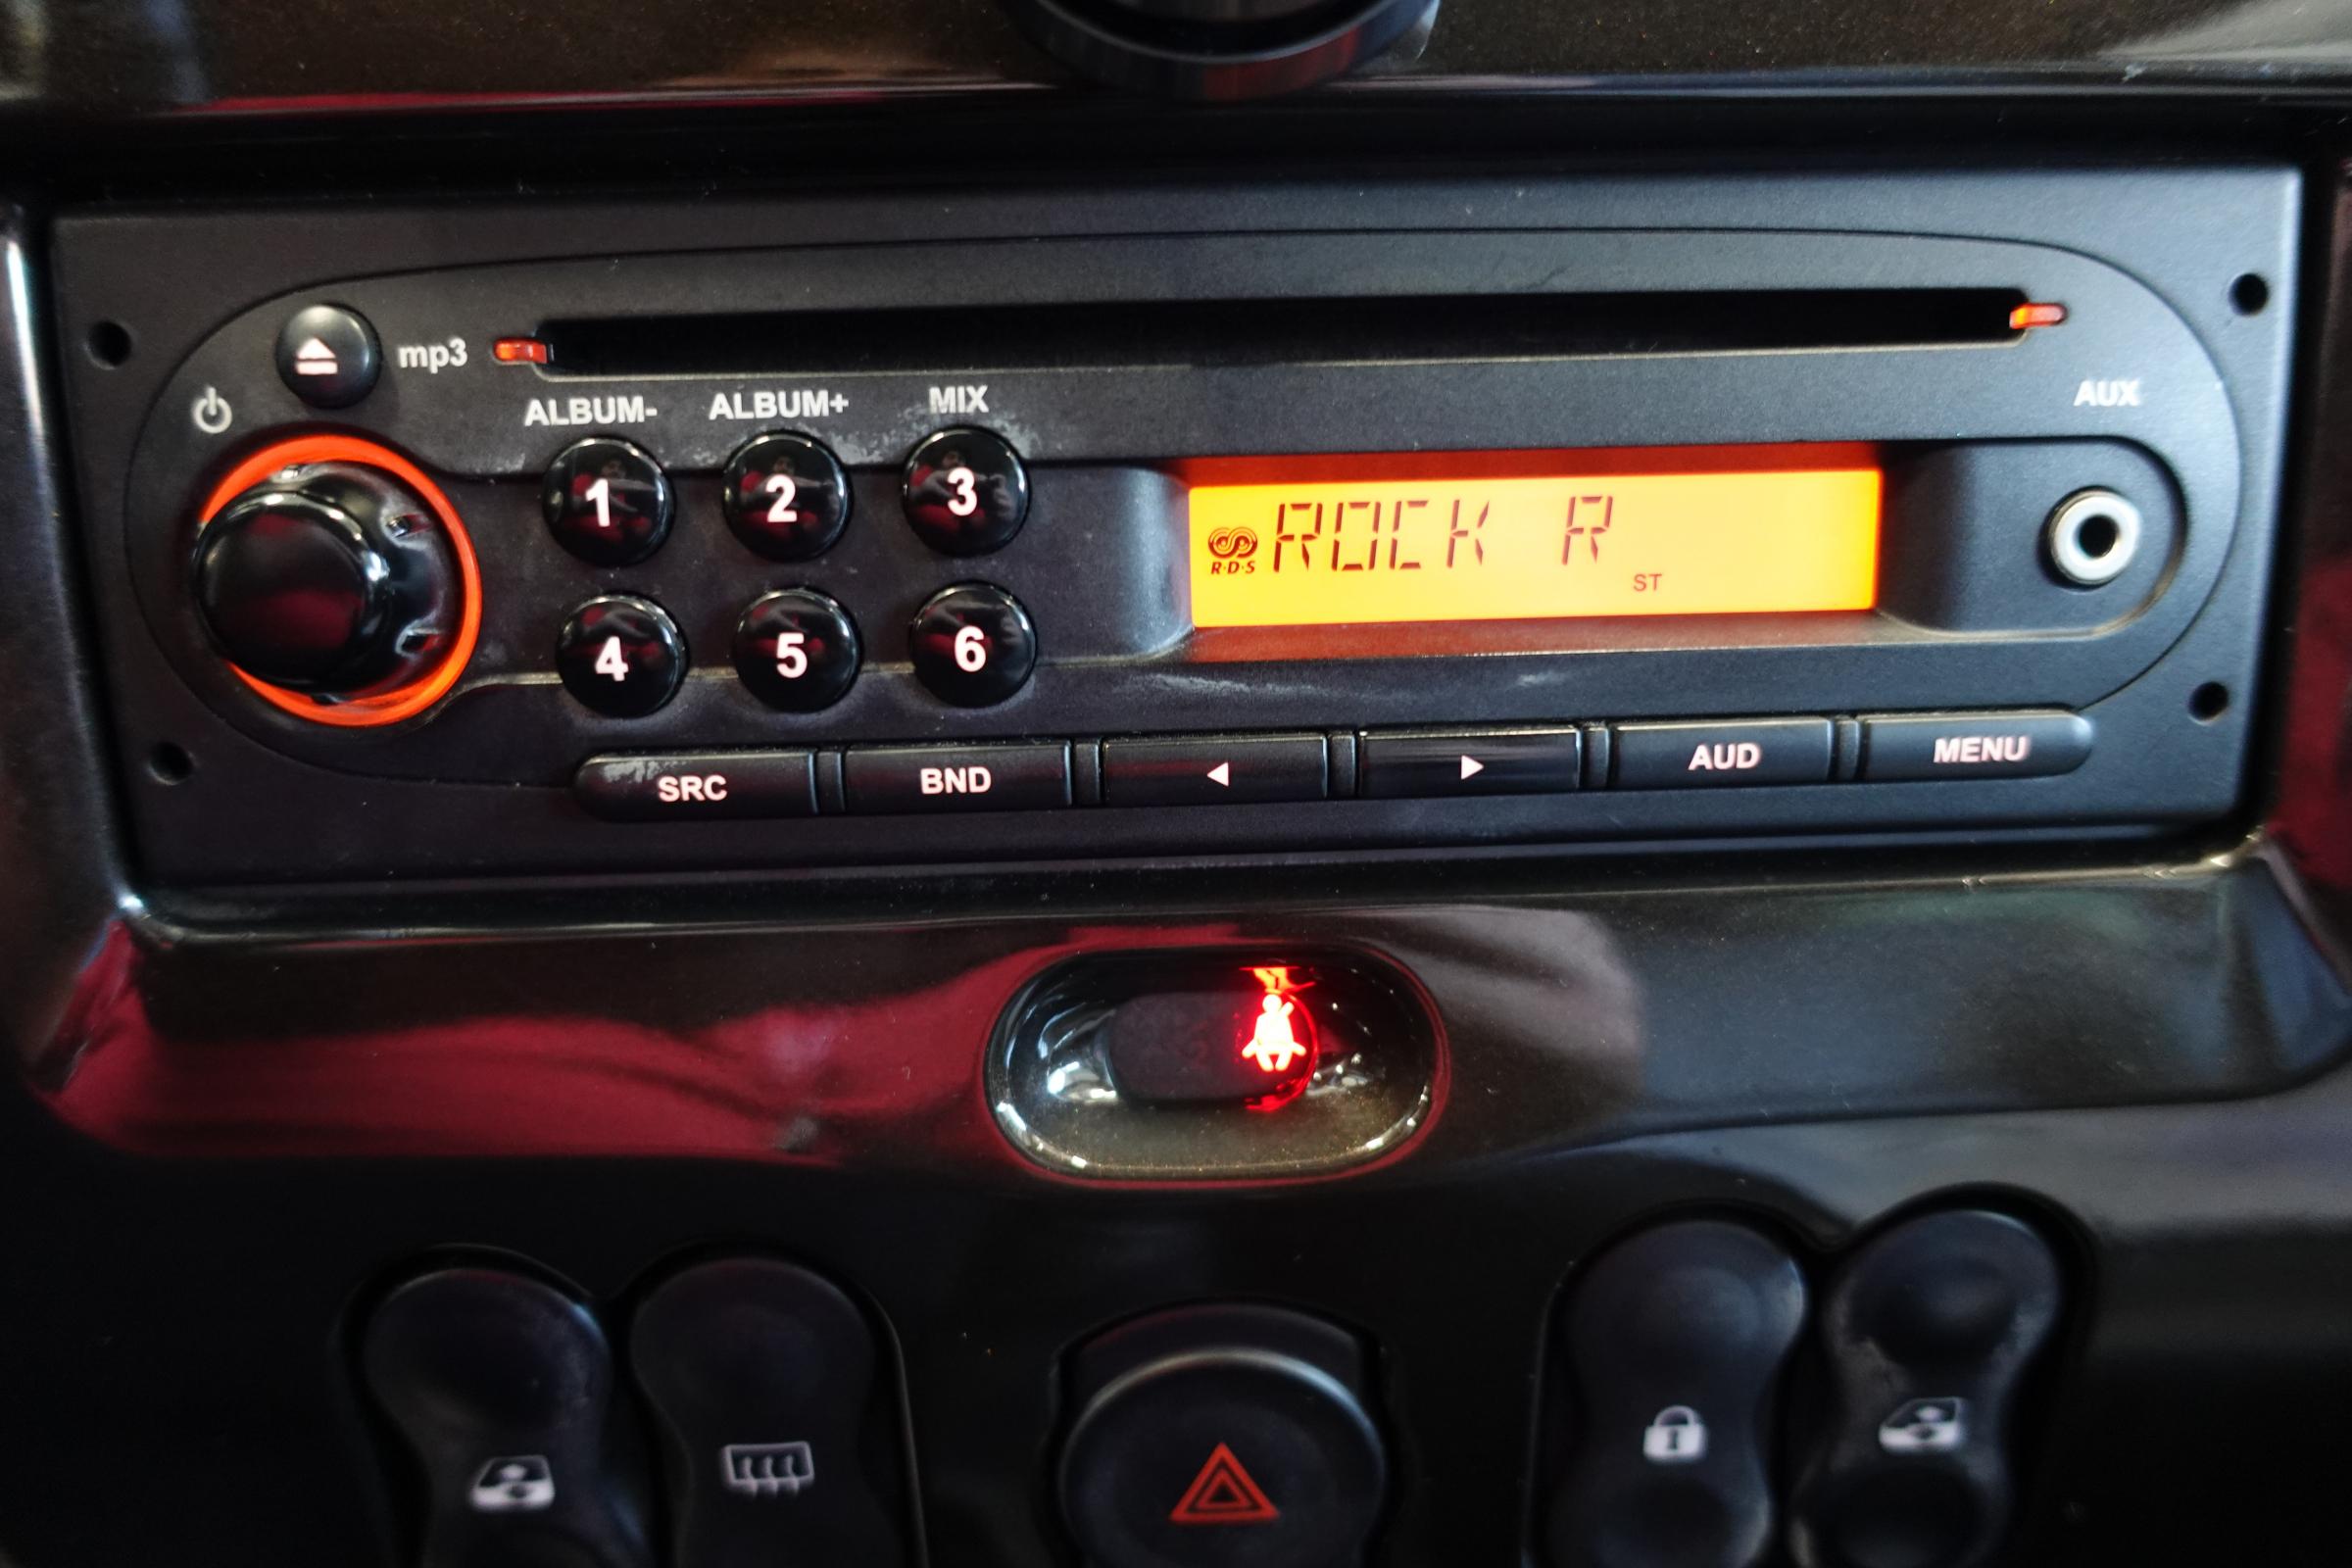 mp3
ALBUM- ALBUM+ MIX
AUX
1 2 3
R·D·S ROCK R
ST
4 5 6
SRC BND AUD MENU